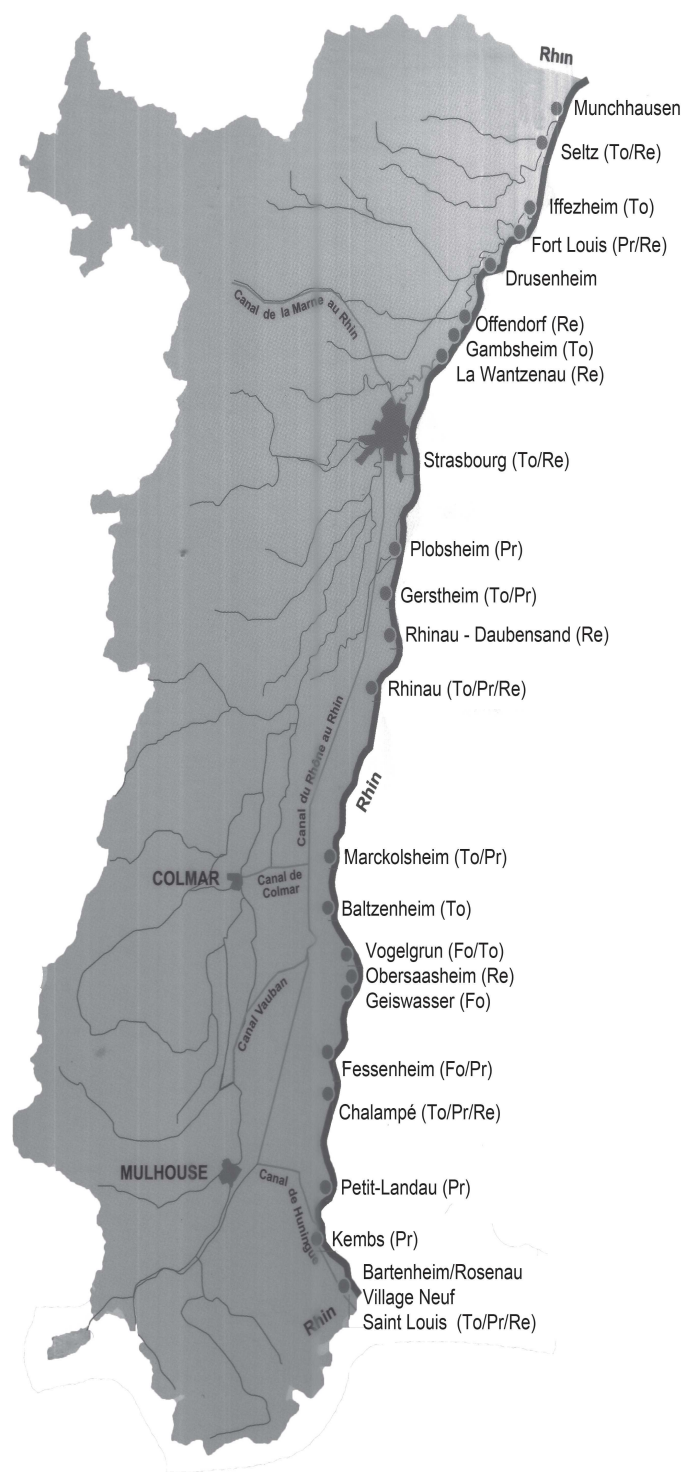 Rhin
Munchhausen
Seltz (To/Re)
Iffezheim (To)
Fort Louis (Pr/Re)
Drusenheim
Canal de la Marne au Rhin
Offendorf (Re)
Gambsheim (To)
La Wantzenau (Re)
Strasbourg (To/Re)
Plobsheim (Pr)
Gerstheim (To/Pr)
Rhinau - Daubensand (Re)
Rhinau (To/Pr/Re)
Canal du Rhône au Rhin
Rhin
Marckolsheim (To/Pr)
COLMAR
Canal de
Colmar
Baltzenheim (To)
Vogelgrun (Fo/To)
Obersaasheim (Re)
Geiswasser (Fo)
Canal Vauban
Fessenheim (Fo/Pr)
Chalampé (To/Pr/Re)
MULHOUSE
Canal de Huningue
Petit-Landau (Pr)
Kembs (Pr)
Bartenheim/Rosenau
Village Neuf
Saint Louis (To/Pr/Re)
Rhin